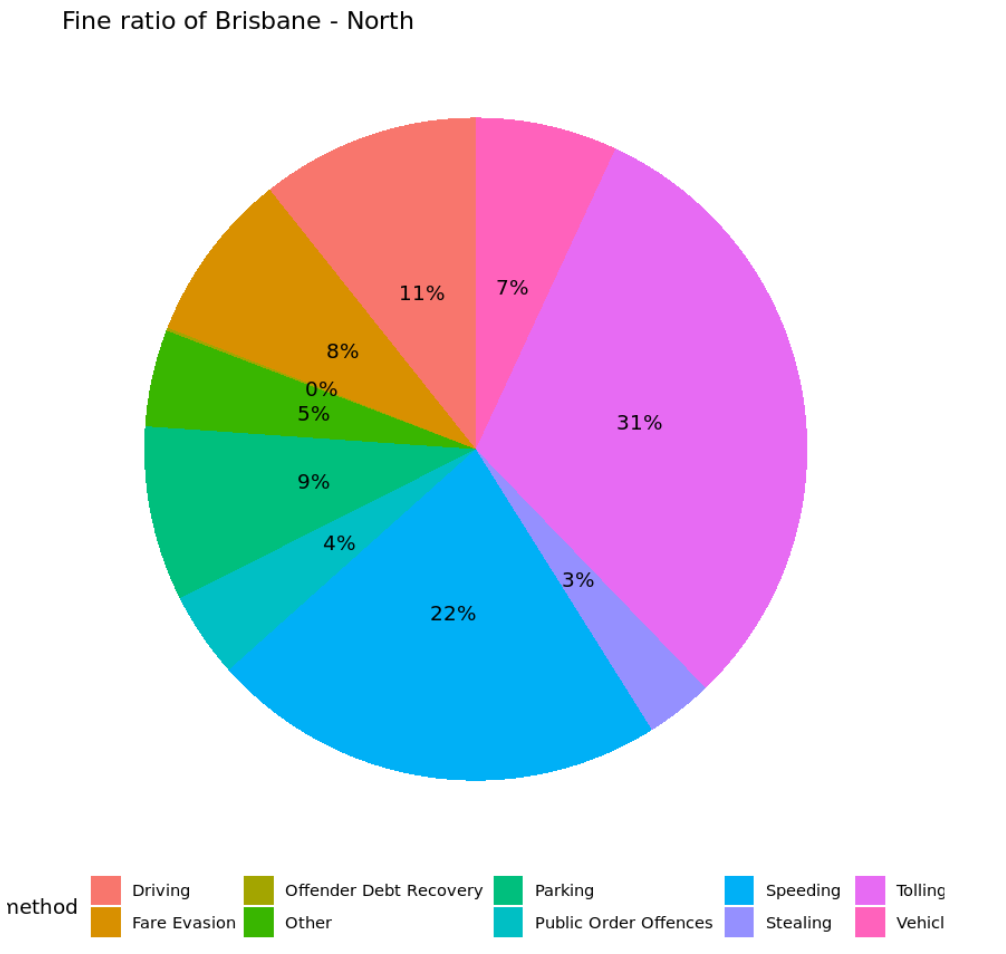 Fine ratio of Brisbane - North
11%
7%
8%
0%
31%
5%
9%
4%
3%
22%
Driving Offender Debt Recovery Parking Speeding Tolling
nethod
Fare Evasion Other Public Order Offences Stealing Vehicl